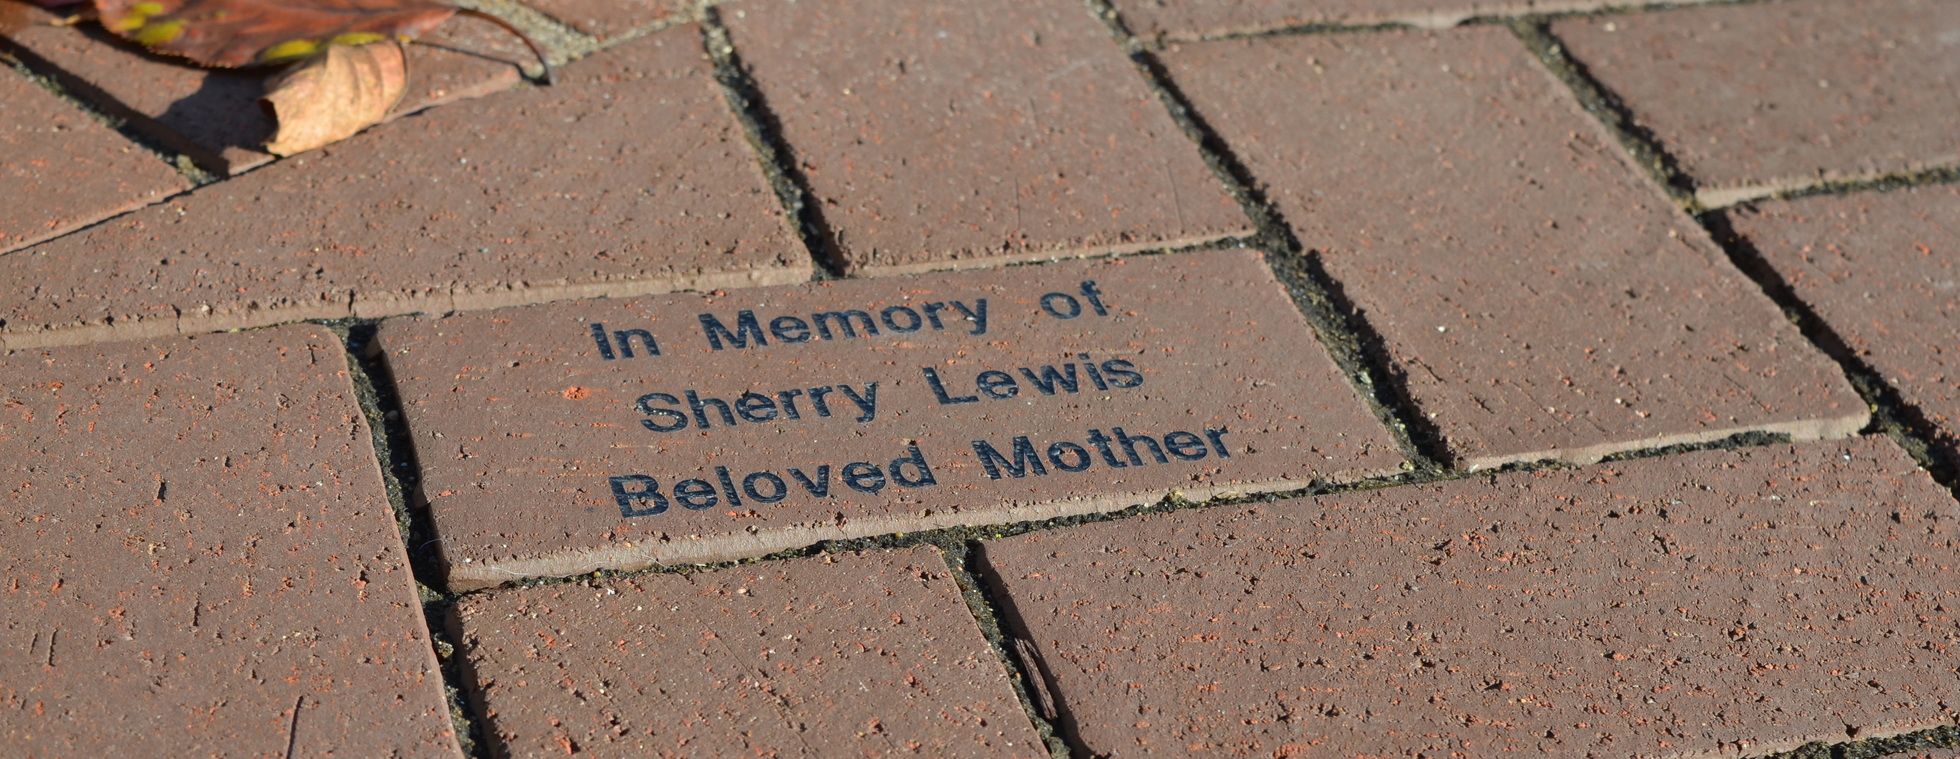 In Memory of
Sherry Lewis
Beloved Mother